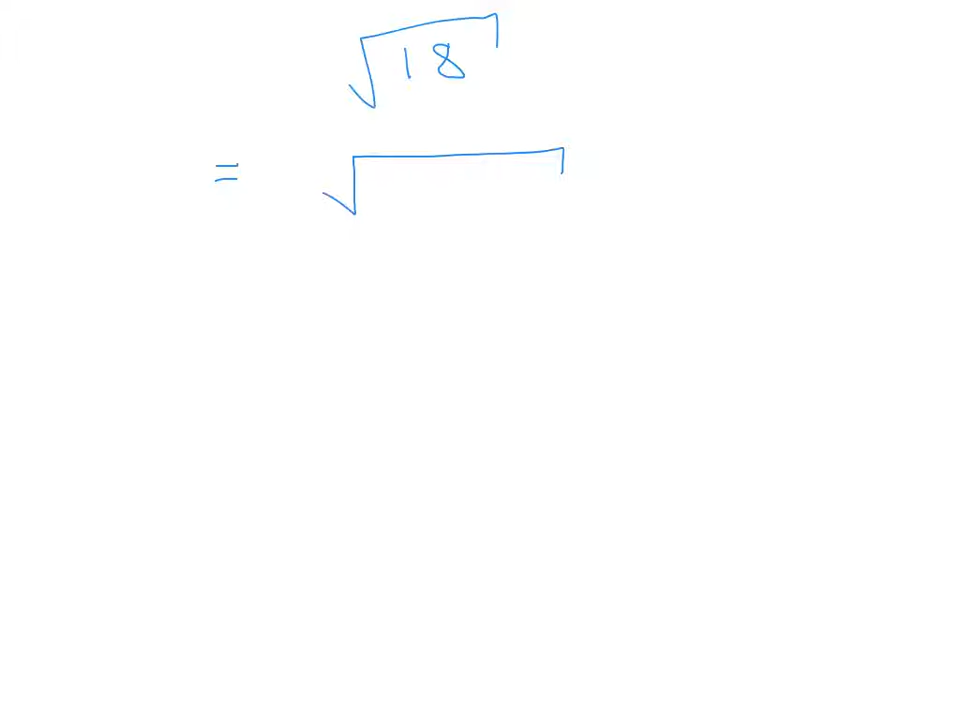 √18
= √